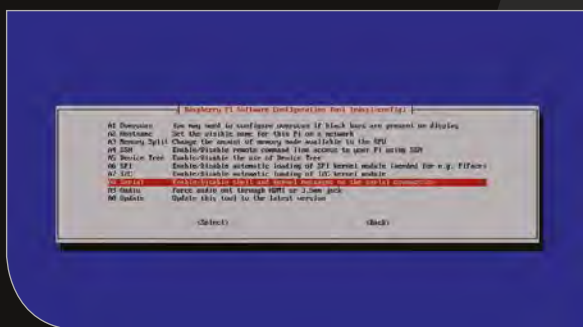 Raspberry Pi Software Configuration Tool (raspi-config)
A1 Overscan You may need to configure overscan if black bars are present on display
A2 Hostname Set the visible name for this Pi on a network
A3 Memory Split Change the amount of memory made available to the GPU
A4 SSH Enable/Disable remote command line access to your Pi using SSH
A5 Device Tree Enable/Disable the use of Device Tree
A6 SPI Enable/Disable automatic loading of SPI kernel module (needed for e.g. PiFace)
A7 I2C Enable/Disable automatic loading of I2C kernel module
A8 Serial Enable/Disable shell and kernel messages on the serial connection
A9 Audio Force audio out through HDMI or 3.5mm jack
A0 Update Update this tool to the latest version
<Select> <Back>